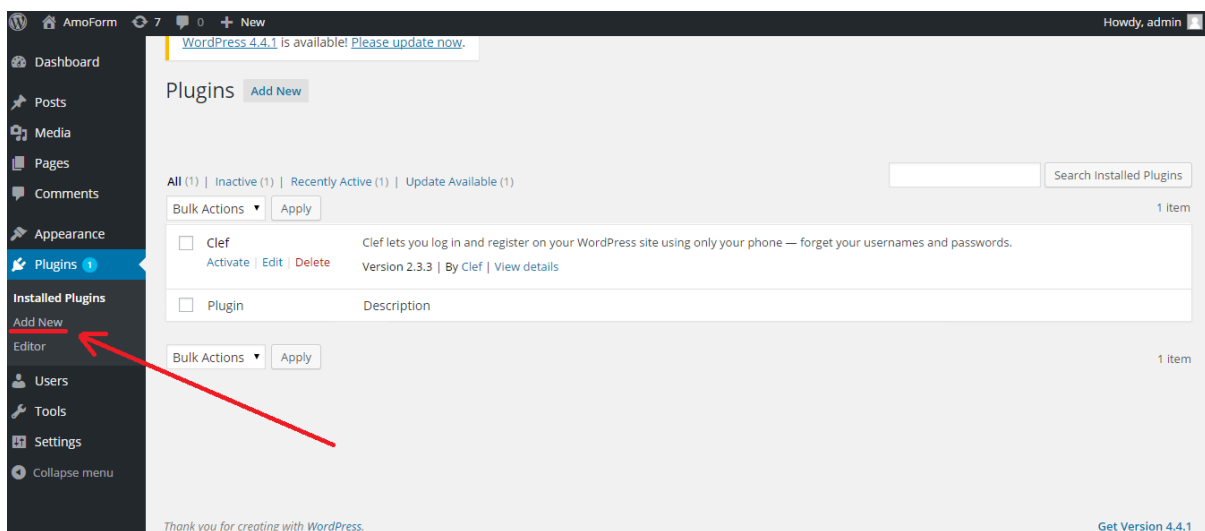 AmoForm 7 0 + New Howdy, admin
WordPress 4.4.1 is available! Please update now.
Dashboard
Posts
Media
Pages
Comments
Appearance
Plugins 1
Installed Plugins
Add New
Editor
Users
Tools
Settings
Collapse menu
Plugins Add New
All (1) | Inactive (1) | Recently Active (1) | Update Available (1)
Search Installed Plugins
Bulk Actions Apply 1 item
Clef Clef lets you log in and register on your WordPress site using only your phone — forget your usernames and passwords.
Activate | Edit | Delete Version 2.3.3 | By Clef | View details
Plugin Description
Bulk Actions Apply 1 item
Thank you for creating with WordPress. Get Version 4.4.1